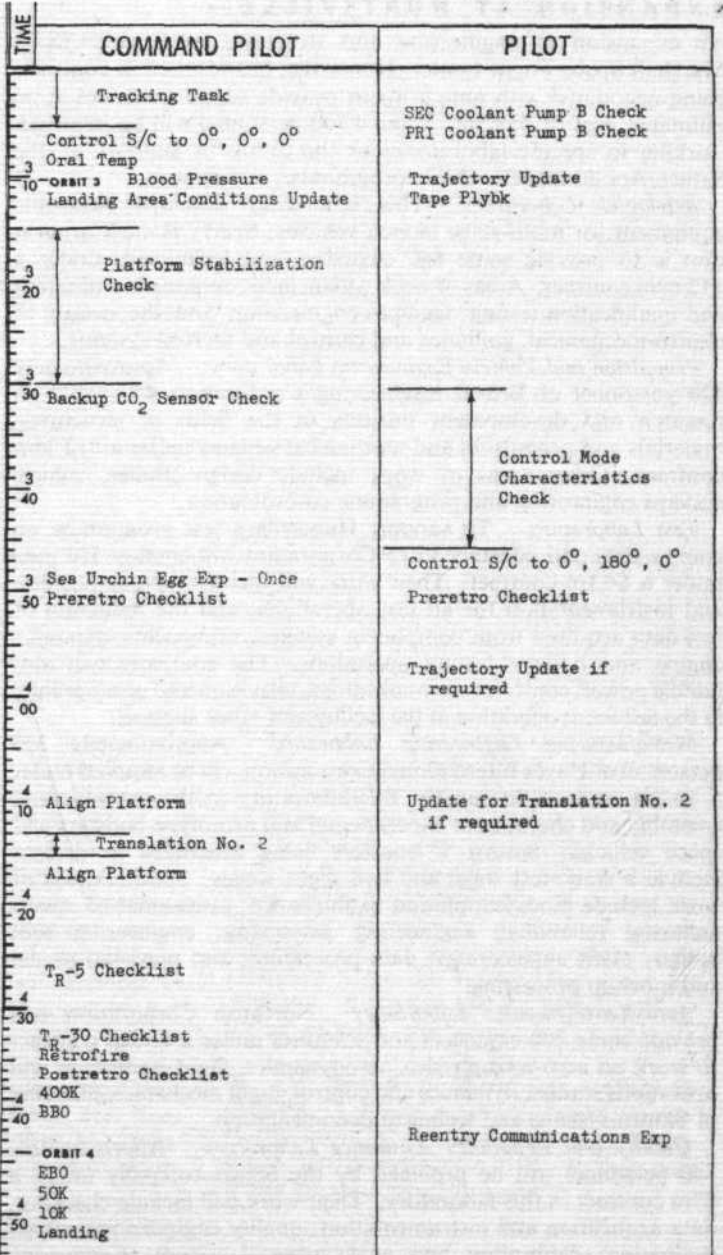 TIME
COMMAND PILOT
PILOT
Tracking Task
SEC Coolant Pump B Check
PRI Coolant Pump B Check
Control S/C to 0°, 0°, 0°
Oral Temp
3
10 ORBIT 3 Blood Pressure
Trajectory Update
Landing Area Conditions Update
Tape Plybk
Platform Stabilization
Check
3
20
3
30
Backup CO2 Sensor Check
Control Mode
Characteristics
Check
3
40
Control S/C to 0°, 180°, 0°
Sea Urchin Egg Exp - Once
3
50
Preretro Checklist
Preretro Checklist
Trajectory Update if
required
4
00
4
10
Align Platform
Update for Translation No. 2
if required
Translation No. 2
Align Platform
4
20
TR-5 Checklist
4
30
TR-30 Checklist
Retrofire
Postretro Checklist
400K
BBO
4
40
Reentry Communications Exp
ORBIT 4
EBO
50K
10K
4
50
Landing